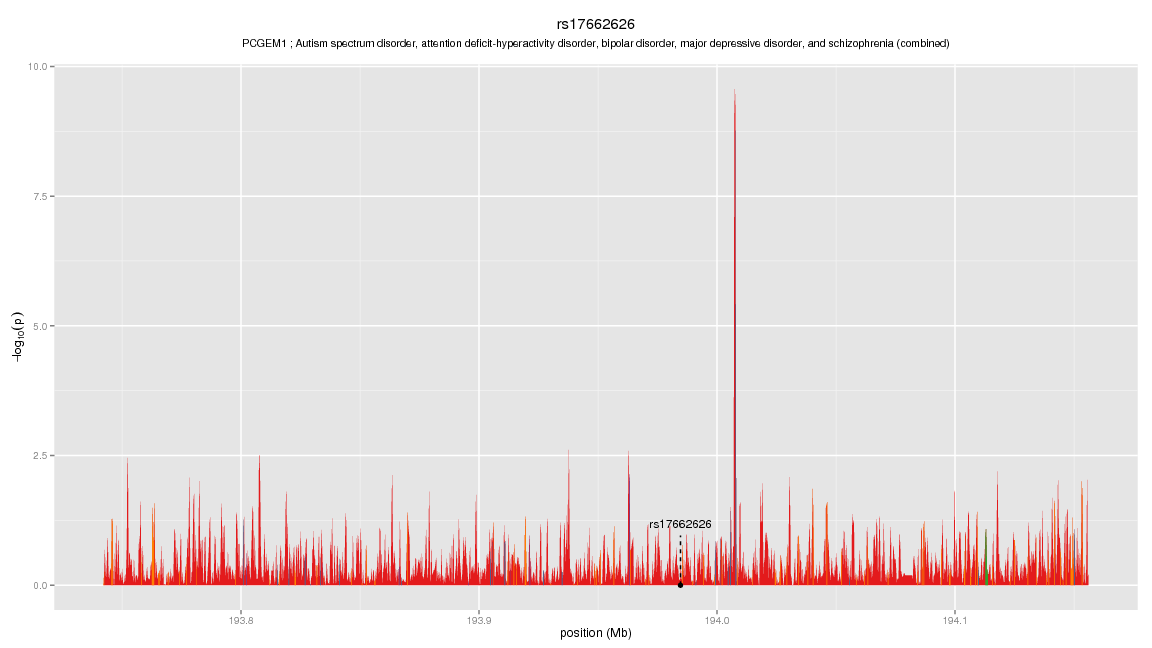 rs17662626
PCGEM1 ; Autism spectrum disorder, attention deficit-hyperactivity disorder, bipolar disorder, major depressive disorder, and schizophrenia (combined)
10.0
7.5
5.0
2.5
0.0
−log10(p)
rs17662626
193.8 193.9 194.0 194.1
position (Mb)